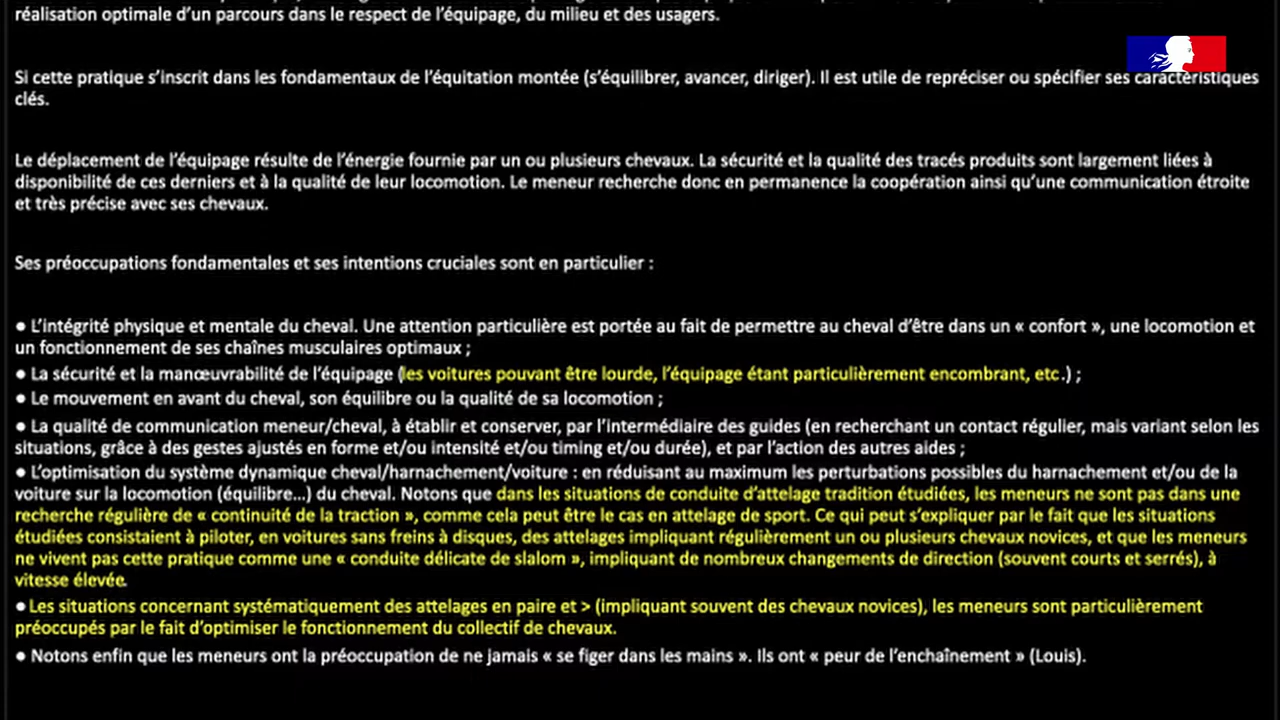 réalisation optimale d’un parcours dans le respect de l’équipage, du milieu et des usagers.
Si cette pratique s’inscrit dans les fondamentaux de l’équitation montée (s’équilibrer, avancer, diriger). Il est utile de repréciser ou spécifier ses caractéristiques
clés.
Le déplacement de l’équipage résulte de l’énergie fournie par un ou plusieurs chevaux. La sécurité et la qualité des tracés produits sont largement liées à
disponibilité de ces derniers et à la qualité de leur locomotion. Le meneur recherche donc en permanence la coopération ainsi qu’une communication étroite
et très précise avec ses chevaux.
Ses préoccupations fondamentales et ses intentions cruciales sont en particulier :
● L’intégrité physique et mentale du cheval. Une attention particulière est portée au fait de permettre au cheval d’être dans un « confort », une locomotion et
un fonctionnement de ses chaînes musculaires optimaux ;
● La sécurité et la manœuvrabilité de l’équipage (les voitures pouvant être lourde, l’équipage étant particulièrement encombrant, etc.) ;
● Le mouvement en avant du cheval, son équilibre ou la qualité de sa locomotion ;
● La qualité de communication meneur/cheval, à établir et conserver, par l’intermédiaire des guides (en recherchant un contact régulier, mais variant selon les
situations, grâce à des gestes ajustés en forme et/ou intensité et/ou timing et/ou durée), et par l’action des autres aides ;
● L’optimisation du système dynamique cheval/harnachement/voiture : en réduisant au maximum les perturbations possibles du harnachement et/ou de la
voiture sur la locomotion (équilibre...) du cheval. Notons que dans les situations de conduite d’attelage tradition étudiées, les meneurs ne sont pas dans une
recherche régulière de « continuité de la traction », comme cela peut être le cas en attelage de sport. Ce qui peut s’expliquer par le fait que les situations
étudiées consistaient à piloter, en voitures sans freins à disques, des attelages impliquant régulièrement un ou plusieurs chevaux novices, et que les meneurs
ne vivent pas cette pratique comme une « conduite délicate de slalom », impliquant de nombreux changements de direction (souvent courts et serrés), à
vitesse élevée.
● Les situations concernant systématiquement des attelages en paire et > (impliquant souvent des chevaux novices), les meneurs sont particulièrement
préoccupés par le fait d’optimiser le fonctionnement du collectif de chevaux.
● Notons enfin que les meneurs ont la préoccupation de ne jamais « se figer dans les mains ». Ils ont « peur de l’enchaînement » (Louis).